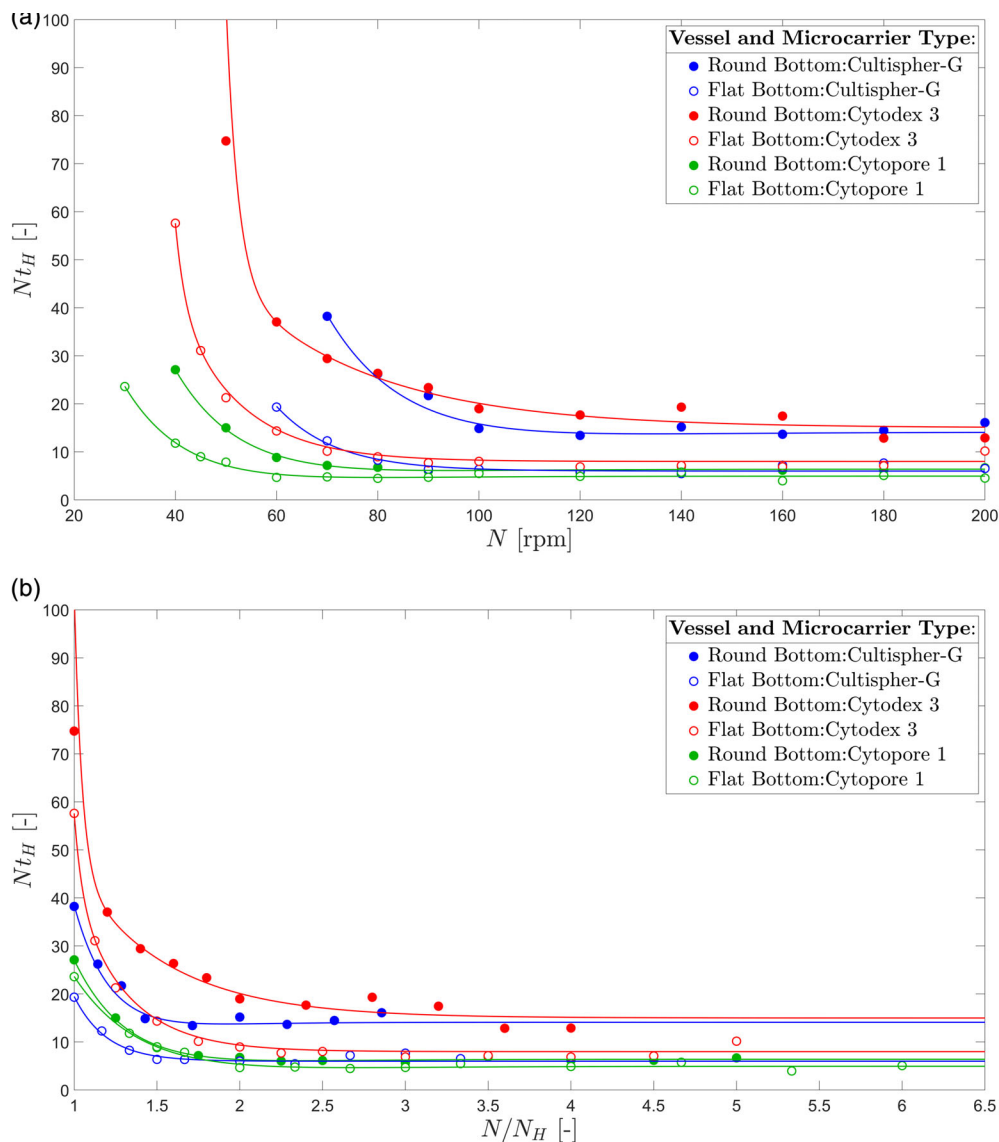 (a)
100
90
80
70
60
50
40
30
20
10
0
Nt_H [-]
20 40 60 80 100 120 140 160 180 200
N [rpm]
Vessel and Microcarrier Type:
Round Bottom:Cultispher-G
Flat Bottom:Cultispher-G
Round Bottom:Cytodex 3
Flat Bottom:Cytodex 3
Round Bottom:Cytopore 1
Flat Bottom:Cytopore 1
(b)
100
90
80
70
60
50
40
30
20
10
0
Nt_H [-]
1 1.5 2 2.5 3 3.5 4 4.5 5 5.5 6 6.5
N/N_H [-]
Vessel and Microcarrier Type:
Round Bottom:Cultispher-G
Flat Bottom:Cultispher-G
Round Bottom:Cytodex 3
Flat Bottom:Cytodex 3
Round Bottom:Cytopore 1
Flat Bottom:Cytopore 1